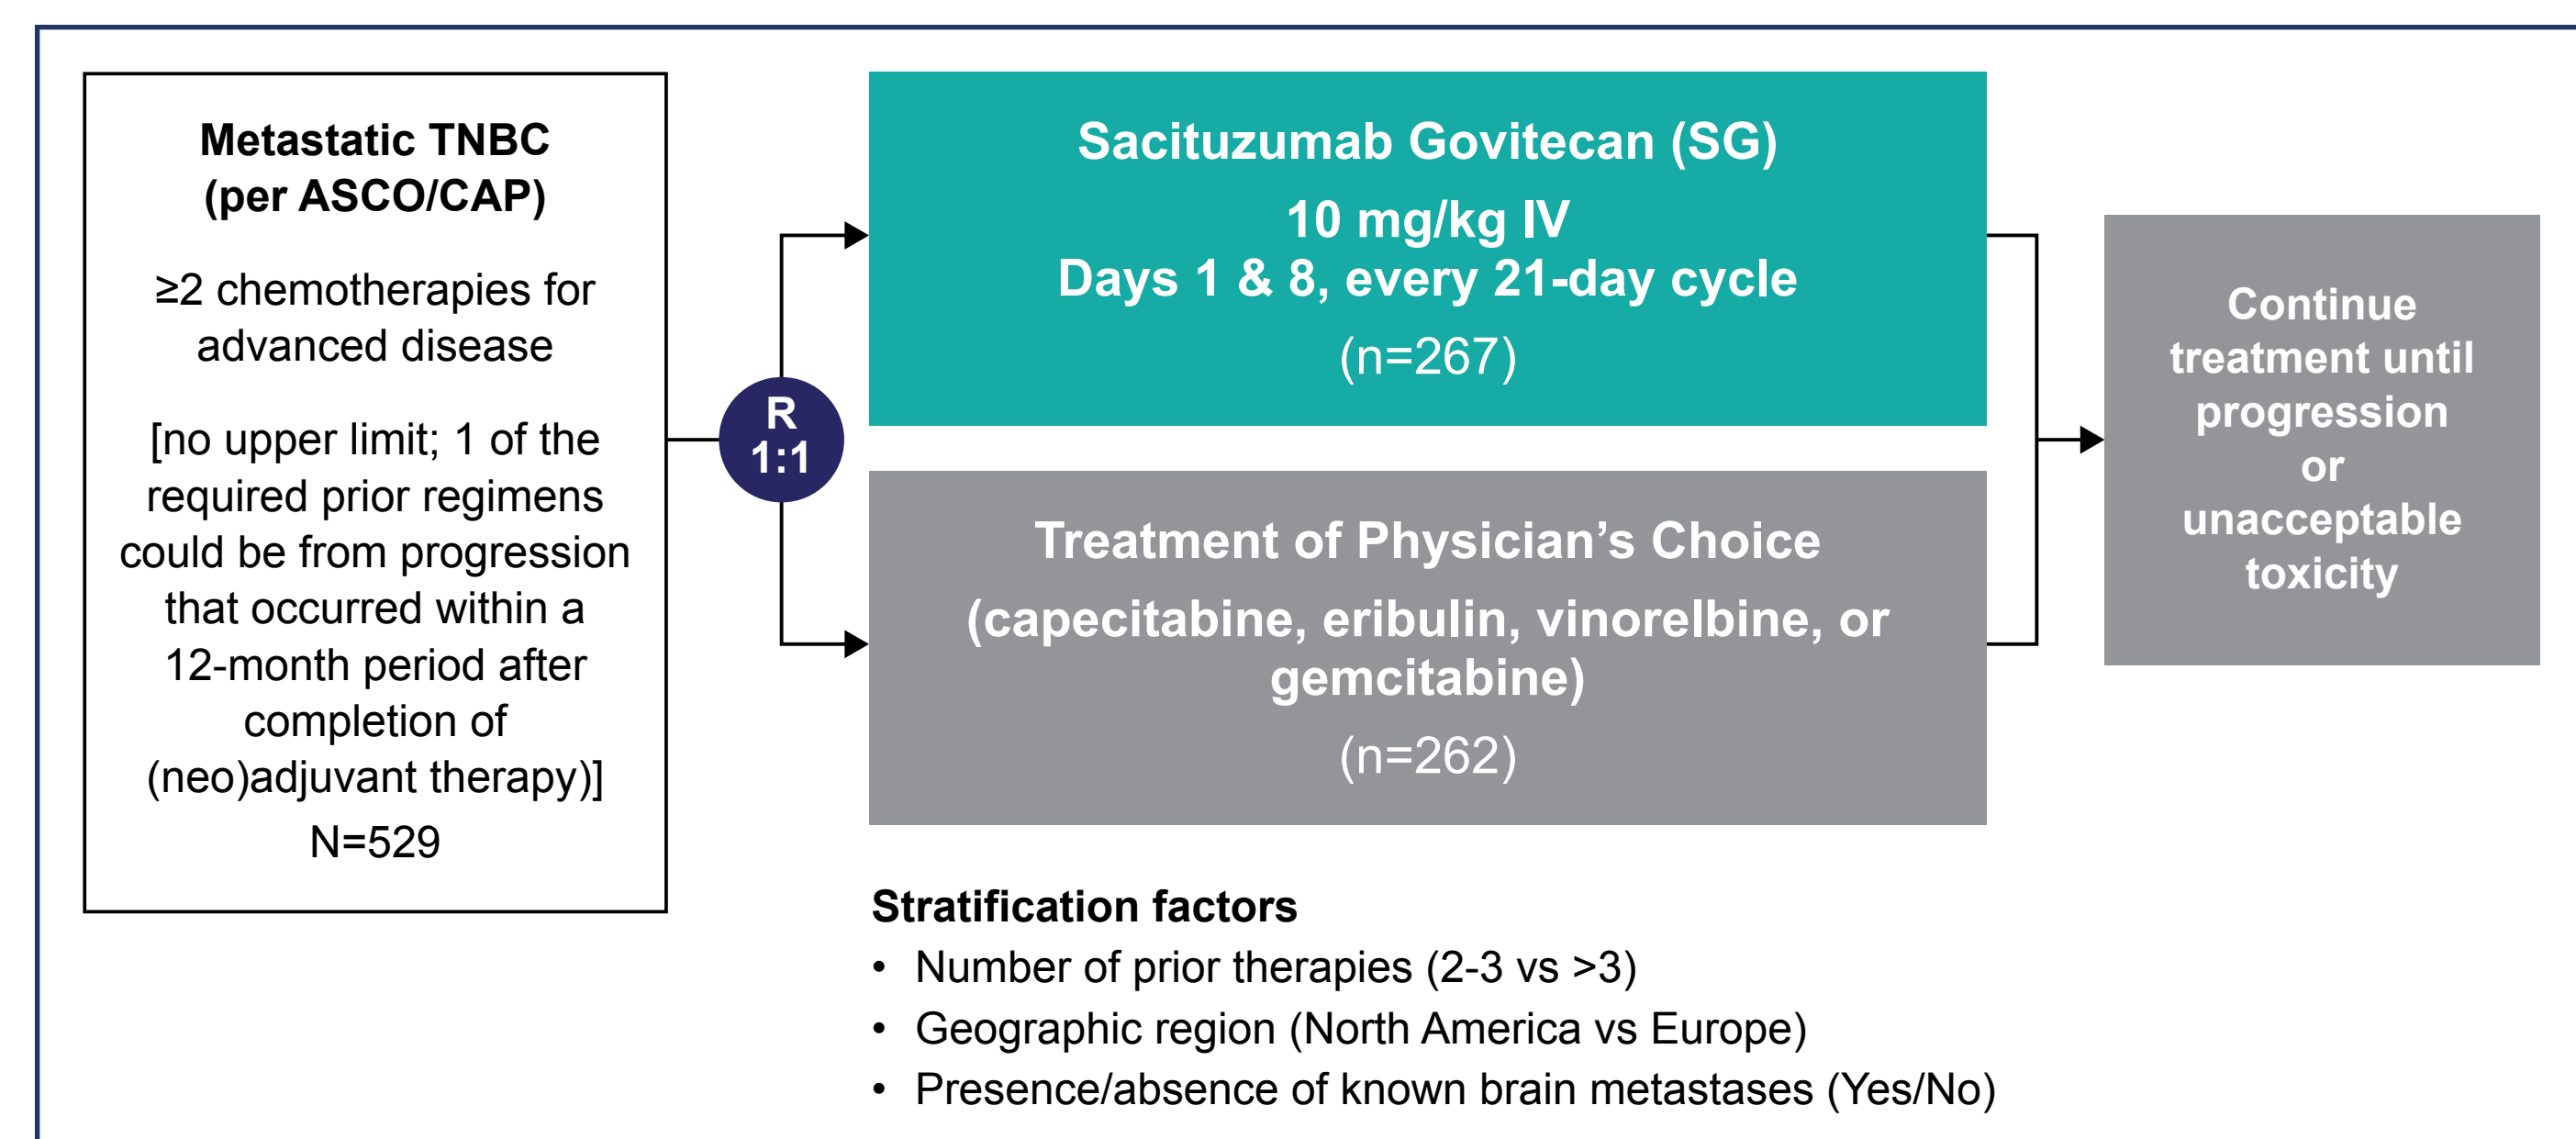 Metastatic TNBC
(per ASCO/CAP)
≥2 chemotherapies for
advanced disease
[no upper limit; 1 of the
required prior regimens
could be from progression
that occurred within a
12-month period after
completion of
(neo)adjuvant therapy)]
N=529
R
1:1
Sacituzumab Govitecan (SG)
10 mg/kg IV
Days 1 & 8, every 21-day cycle
(n=267)
Treatment of Physician’s Choice
(capecitabine, eribulin, vinorelbine, or
gemcitabine)
(n=262)
Continue
treatment until
progression
or
unacceptable
toxicity
Stratification factors
• Number of prior therapies (2-3 vs >3)
• Geographic region (North America vs Europe)
• Presence/absence of known brain metastases (Yes/No)